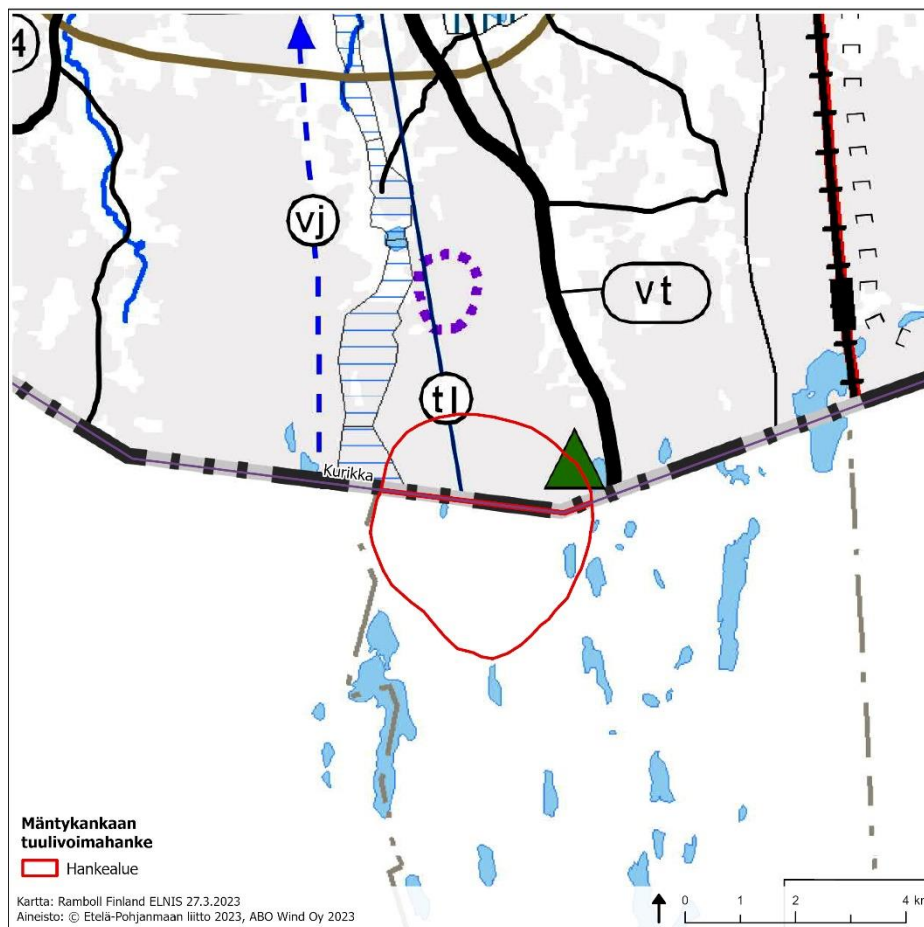 4
vj
vt
tl
Kurikka
Mäntykankaan
tuulivoimahanke
Hankealue
Kartta: Ramboll Finland ELNIS 27.3.2023
Aineisto: © Etelä-Pohjanmaan liitto 2023, ABO Wind Oy 2023
0 1 2 4 km